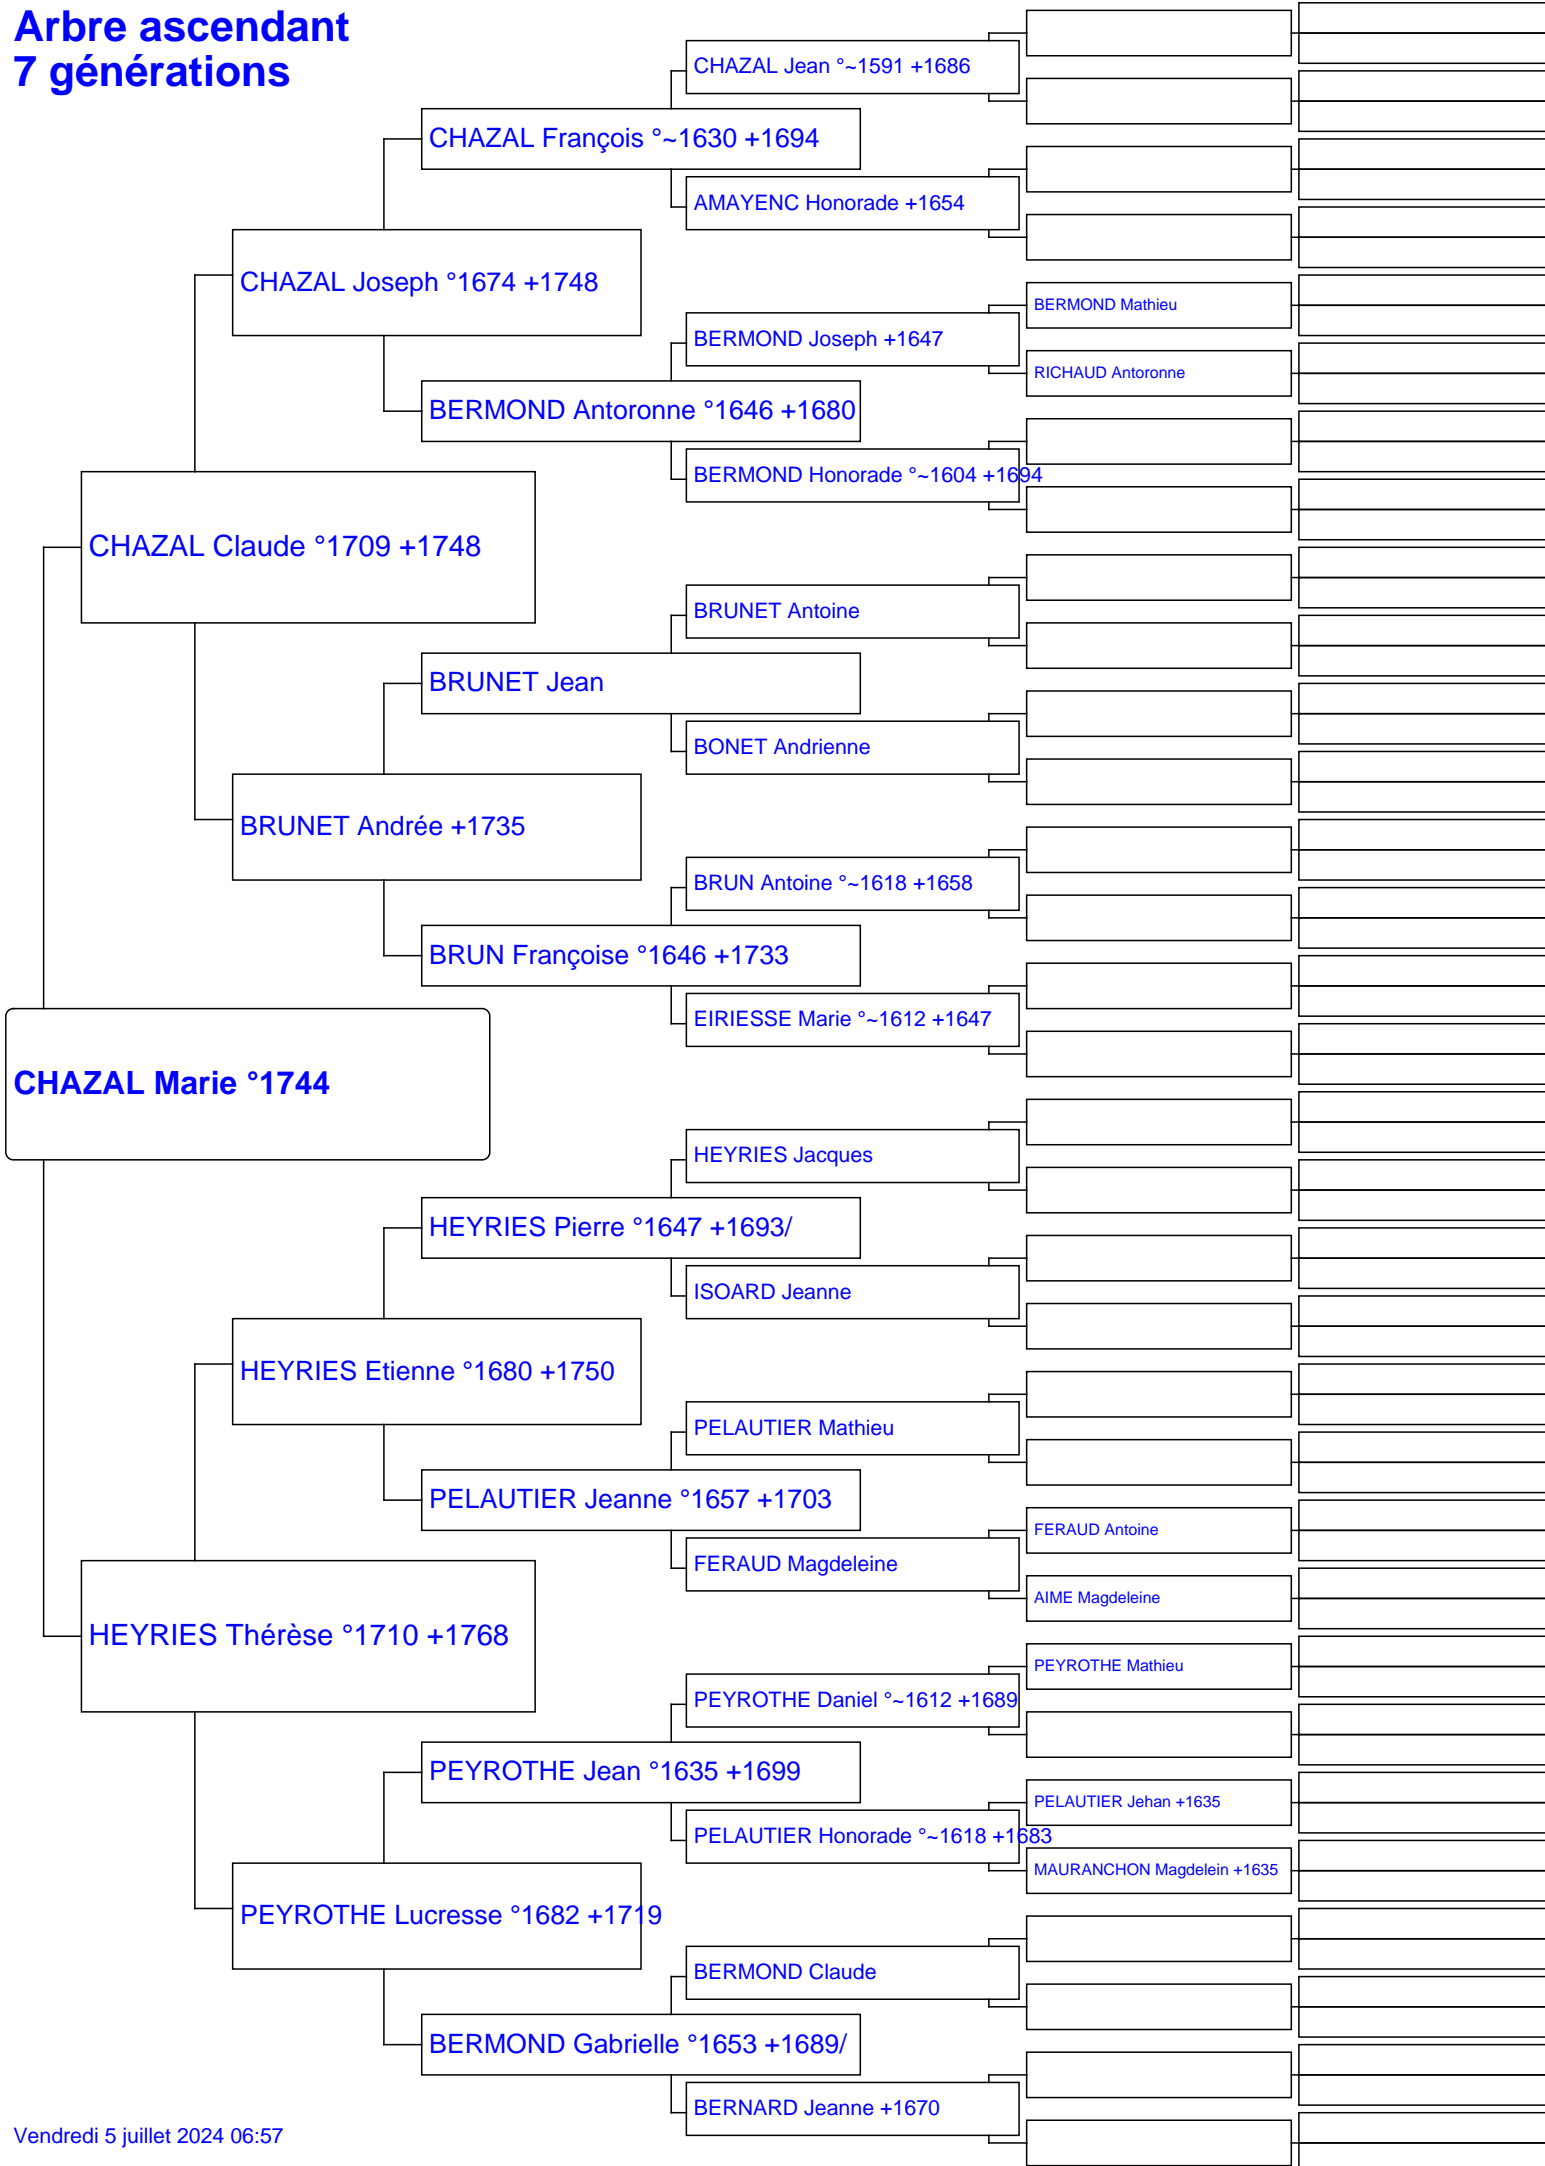 Arbre ascendant
7 générations
CHAZAL Jean °~1591 +1686
CHAZAL François °~1630 +1694
AMAYENC Honorade +1654
CHAZAL Joseph °1674 +1748
BERMOND Mathieu
BERMOND Joseph +1647
RICHAUD Antoronne
BERMOND Antoronne °1646 +1680
BERMOND Honorade °~1604 +1694
CHAZAL Claude °1709 +1748
BRUNET Antoine
BRUNET Jean
BONET Andrienne
BRUNET Andrée +1735
BRUN Antoine °~1618 +1658
BRUN Françoise °1646 +1733
EIRIESSE Marie °~1612 +1647
CHAZAL Marie °1744
HEYRIES Jacques
HEYRIES Pierre °1647 +1693/
ISOARD Jeanne
HEYRIES Etienne °1680 +1750
PELAUTIER Mathieu
PELAUTIER Jeanne °1657 +1703
FERAUD Antoine
FERAUD Magdeleine
AIME Magdeleine
HEYRIES Thérèse °1710 +1768
PEYROTHE Mathieu
PEYROTHE Daniel °~1612 +1689
PEYROTHE Jean °1635 +1699
PELAUTIER Jehan +1635
PELAUTIER Honorade °~1618 +1683
MAURANCHON Magdelein +1635
PEYROTHE Lucresse °1682 +1719
BERMOND Claude
BERMOND Gabrielle °1653 +1689/
BERNARD Jeanne +1670
Vendredi 5 juillet 2024 06:57